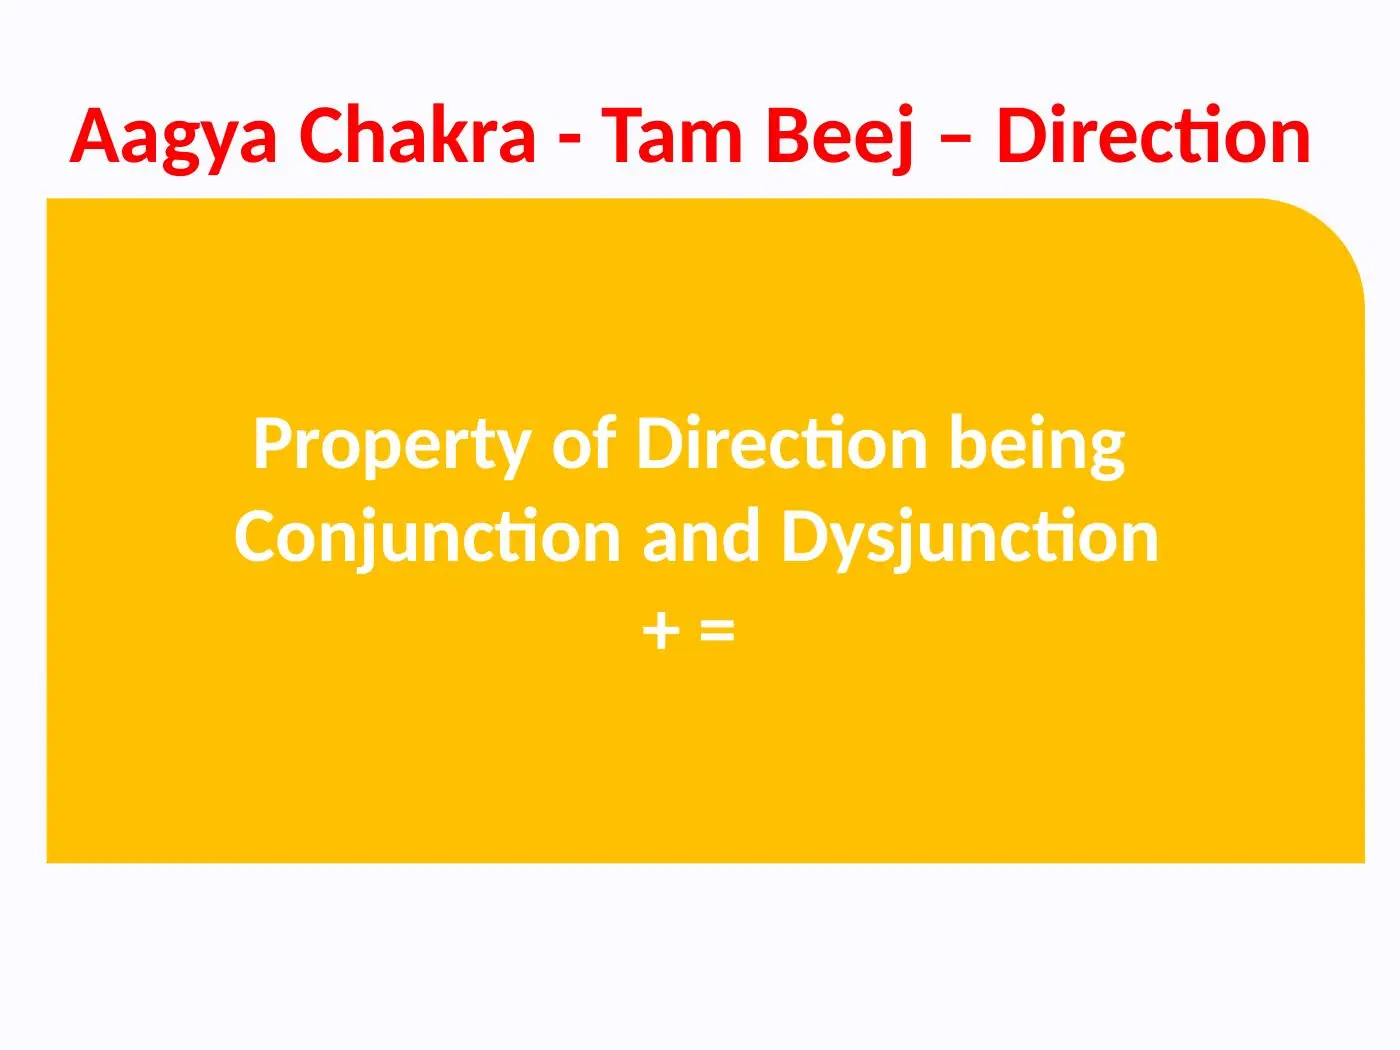 Aagya Chakra - Tam Beej – Direction
Property of Direction being
Conjunction and Dysjunction
+ =